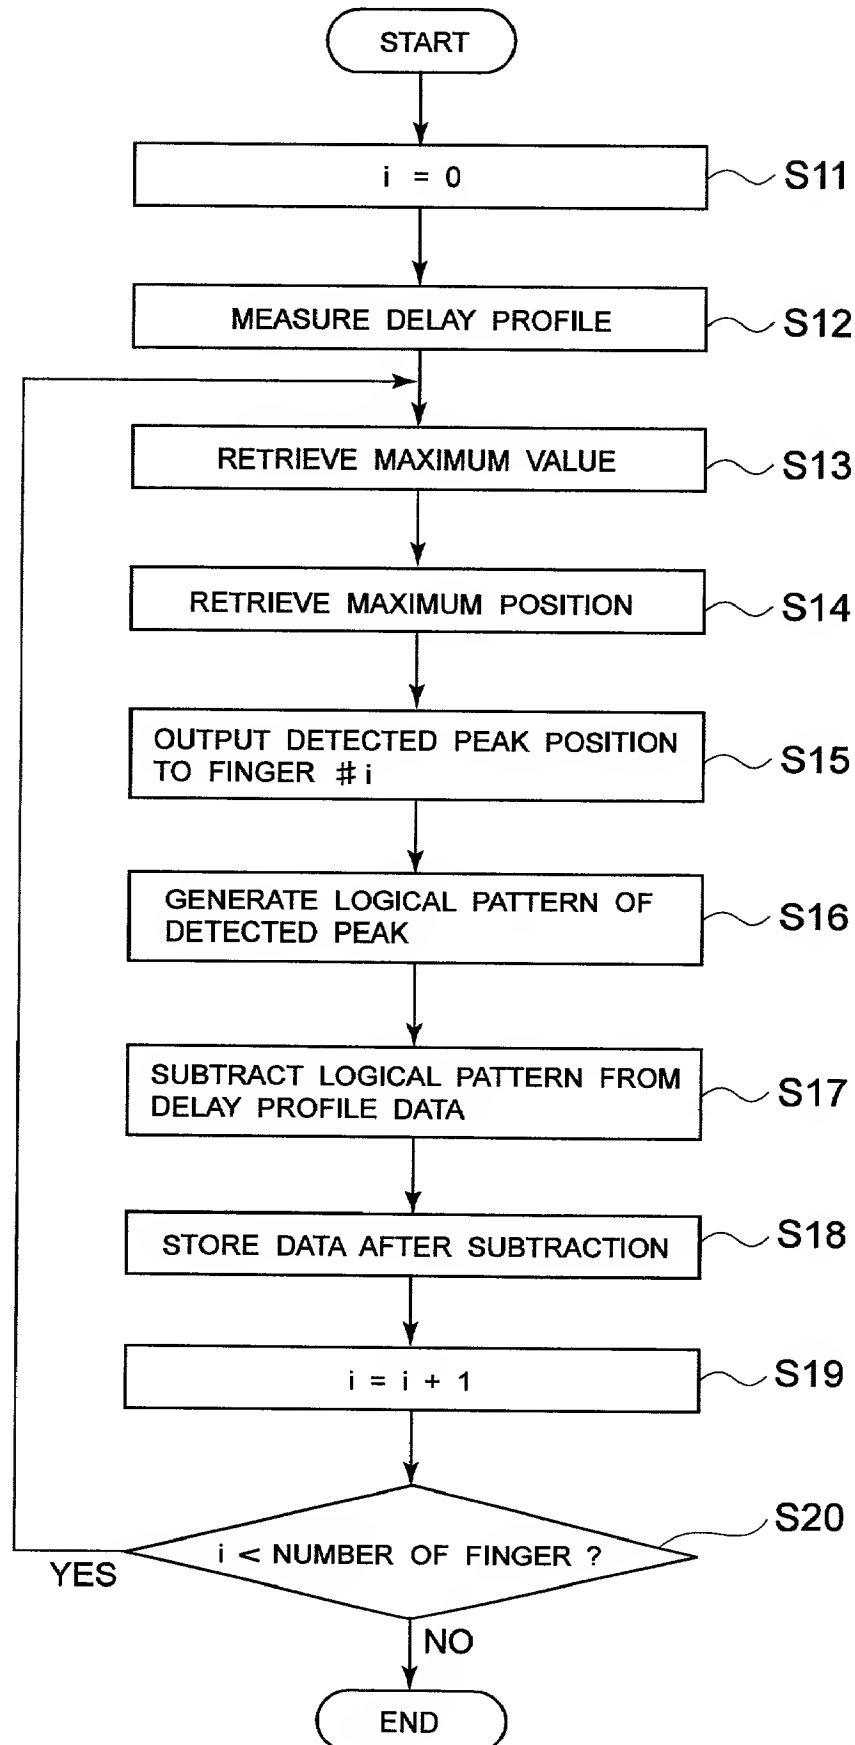 START
i = 0
S11
MEASURE DELAY PROFILE
S12
RETRIEVE MAXIMUM VALUE
S13
RETRIEVE MAXIMUM POSITION
S14
OUTPUT DETECTED PEAK POSITION
TO FINGER #i
S15
GENERATE LOGICAL PATTERN OF
DETECTED PEAK
S16
SUBTRACT LOGICAL PATTERN FROM
DELAY PROFILE DATA
S17
STORE DATA AFTER SUBTRACTION
S18
i = i + 1
S19
i < NUMBER OF FINGER ?
S20
YES
NO
END